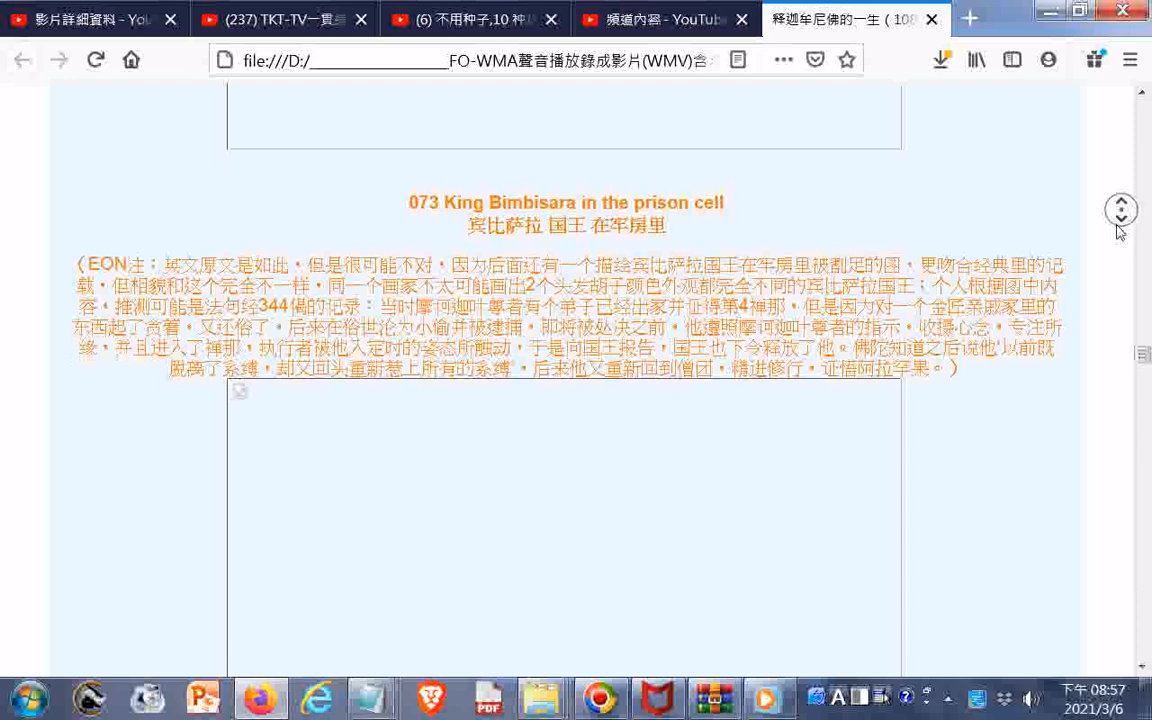 影片詳細資料 - You
(237) TKT-TV一貫
(6) 不用种子,10 种
頻道內容 - YouTube
释迦牟尼佛的一生（108
file:///D:/________________FO-WMA聲音播放錄成影片(WMV)含
073 King Bimbisara in the prison cell
宾比萨拉 国王 在牢房里
（EON注：英文原文是如此，但是很可能不对，因为后面还有一个描绘宾比萨拉国王在牢房里被割足的图，更吻合经典里的记
载，但相貌和这个完全不一样，同一个画家不太可能画出2个头发胡子颜色外观都完全不同的宾比萨拉国王；个人根据图中内
容，推测可能是法句经344偈的记录：当时摩诃迦叶尊者有个弟子已经出家并证得第4禅那，但是因为对一个金匠亲戚家里的
东西起了贪着，又还俗了，后来在俗世沦为小偷并被逮捕，即将被处决之前，他遵照摩诃迦叶尊者的指示，收摄心念，专注所
缘，并且进入了禅那，执行者被他入定时的姿态所触动，于是向国王报告，国王也下令释放了他。佛陀知道之后说他‘以前既
脱离了系缚，却又回头重新惹上所有的系缚’，后来他又重新回到僧团，精进修行，证悟阿拉罕果。）
下午 08:57
2021/3/6